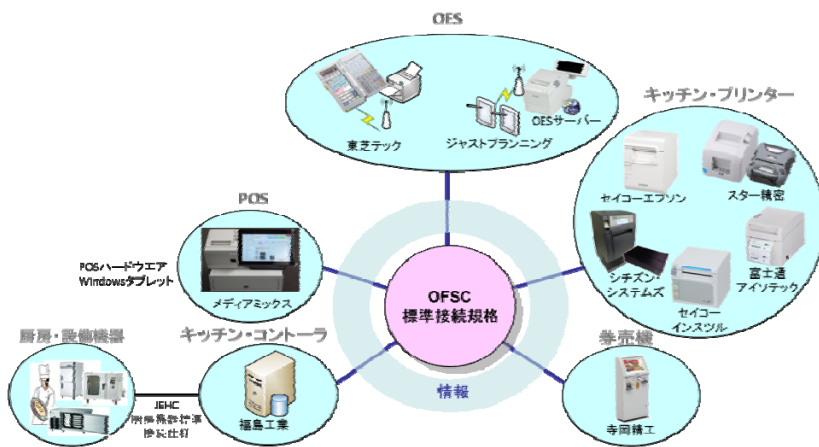 OES
東芝テック
ジャストプランニング
OESサーバー
キッチン・プリンター
セイコーエプソン
スター精密
シチズン・
システムズ
セイコー
インスツル
富士通
アイソテック
POS
POSハードウエア
Windowsタブレット
メディアミックス
OFSC
標準接続規格
情報
厨房・設備機器
キッチン・コントーラ
JEHC
接続仕様
福島工業
券売機
寺岡精工